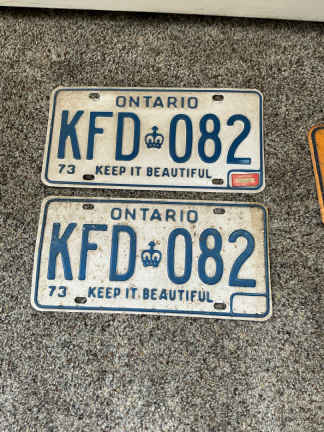 ONTARIO
KFD 082
73 KEEP IT BEAUTIFUL
ONTARIO
KFD 082
73 KEEP IT BEAUTIFUL